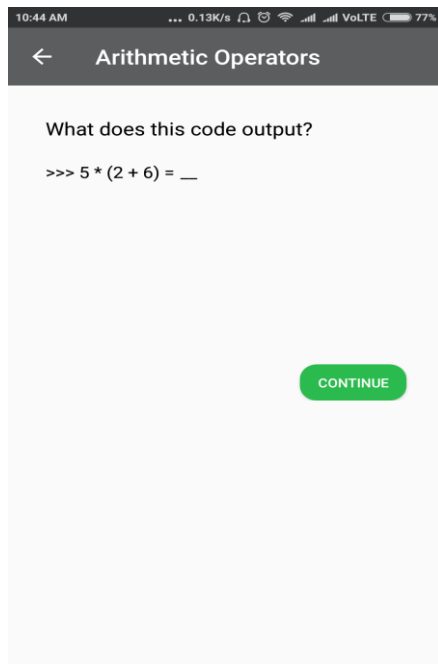 10:44 AM ... 0.13K/s VoLTE 77%
Arithmetic Operators
What does this code output?
>>> 5 * (2 + 6) = __
CONTINUE